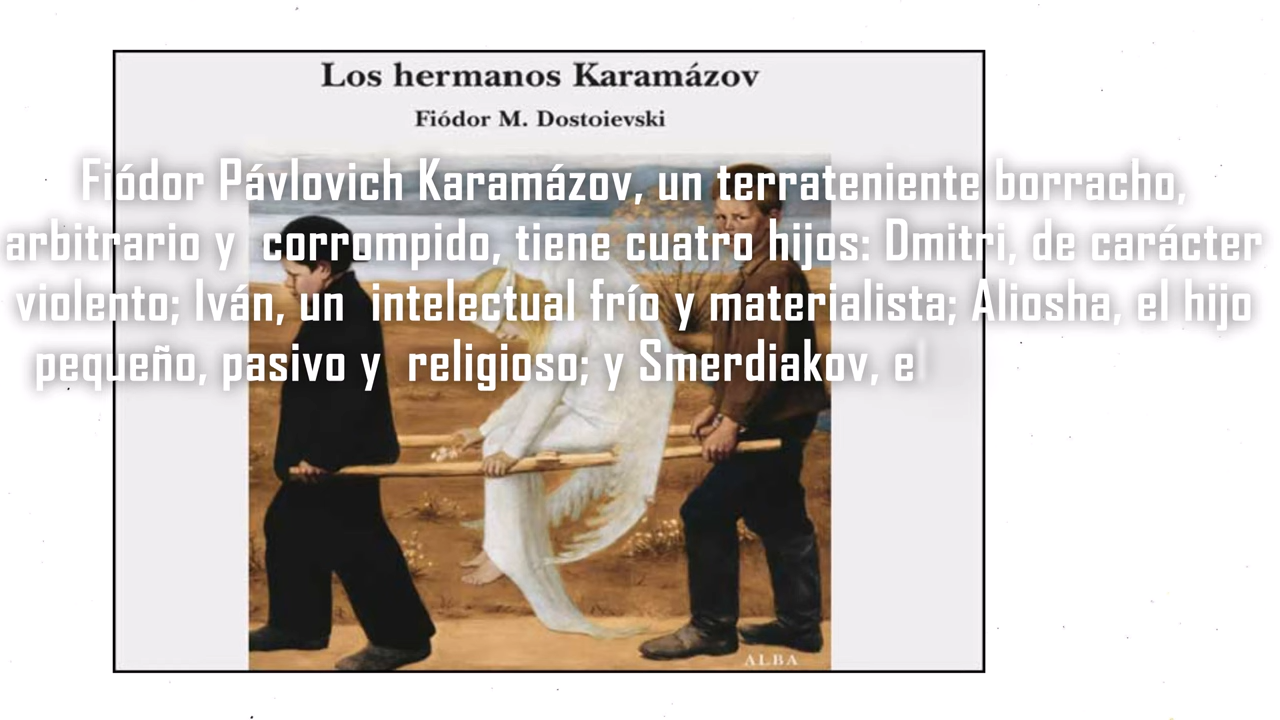 Los hermanos Karamázov
Fiódor M. Dostoievski
Fiódor Pávlovich Karamázov, un terrateniente borracho,
arbitrario y corrompido, tiene cuatro hijos: Dmitri, de carácter
violento; Iván, un intelectual frío y materialista; Aliosha, el hijo
pequeño, pasivo y religioso; y Smerdiakov, el
ALBA